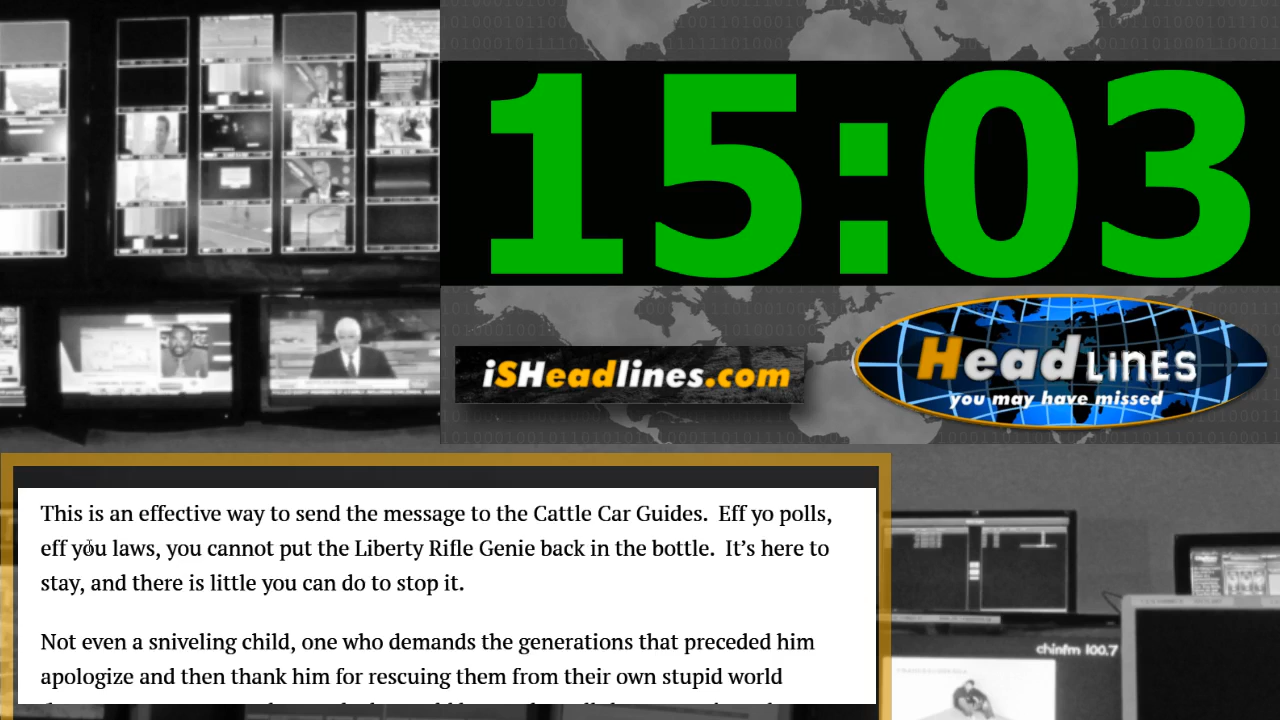 15:03
iSHeadlines.com
HeadLINES
you may have missed
This is an effective way to send the message to the Cattle Car Guides.  Eff yo polls,
eff you laws, you cannot put the Liberty Rifle Genie back in the bottle.  It’s here to
stay, and there is little you can do to stop it.
Not even a sniveling child, one who demands the generations that preceded him
apologize and then thank him for rescuing them from their own stupid world
chinfm 100.7